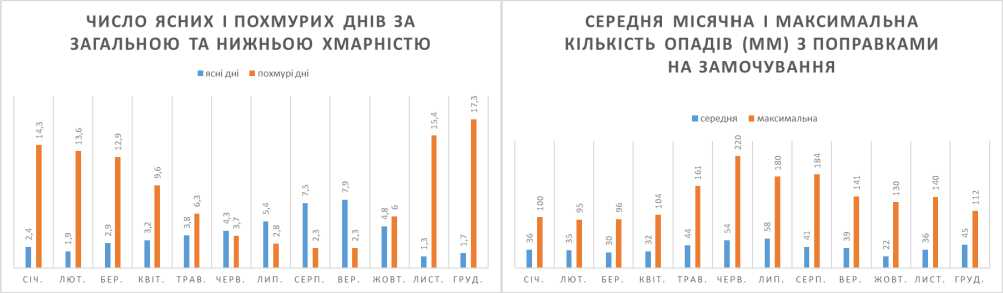 ЧИСЛО ЯСНИХ І ПОХМУРИХ ДНІВ ЗА
ЗАГАЛЬНОЮ ТА НИЖНЬОЮ ХМАРНІСТЮ
ясні дні похмурі дні
2,4 14,3 1,9 13,6 2,9 12,9 3,2 9,6 3,8 6,3 4,3 3,7 5,4 2,8 7,5 2,3 7,9 2,3 4,8 6 1,3 15,4 1,7 17,3
СІЧ. ЛЮТ. БЕР. КВІТ. ТРАВ. ЧЕРВ. ЛИП. СЕРП. ВЕР. ЖОВТ. ЛИСТ. ГРУД.
СЕРЕДНЯ МІСЯЧНА І МАКСИМАЛЬНА
КІЛЬКІСТЬ ОПАДІВ (ММ) З ПОПРАВКАМИ
НА ЗАМОЧУВАННЯ
середня максимальна
36 100 35 95 30 96 32 104 44 161 54 220 58 180 41 184 39 141 22 130 36 140 45 112
СІЧ. ЛЮТ. БЕР. КВІТ. ТРАВ. ЧЕРВ. ЛИП. СЕРП. ВЕР. ЖОВТ. ЛИСТ. ГРУД.